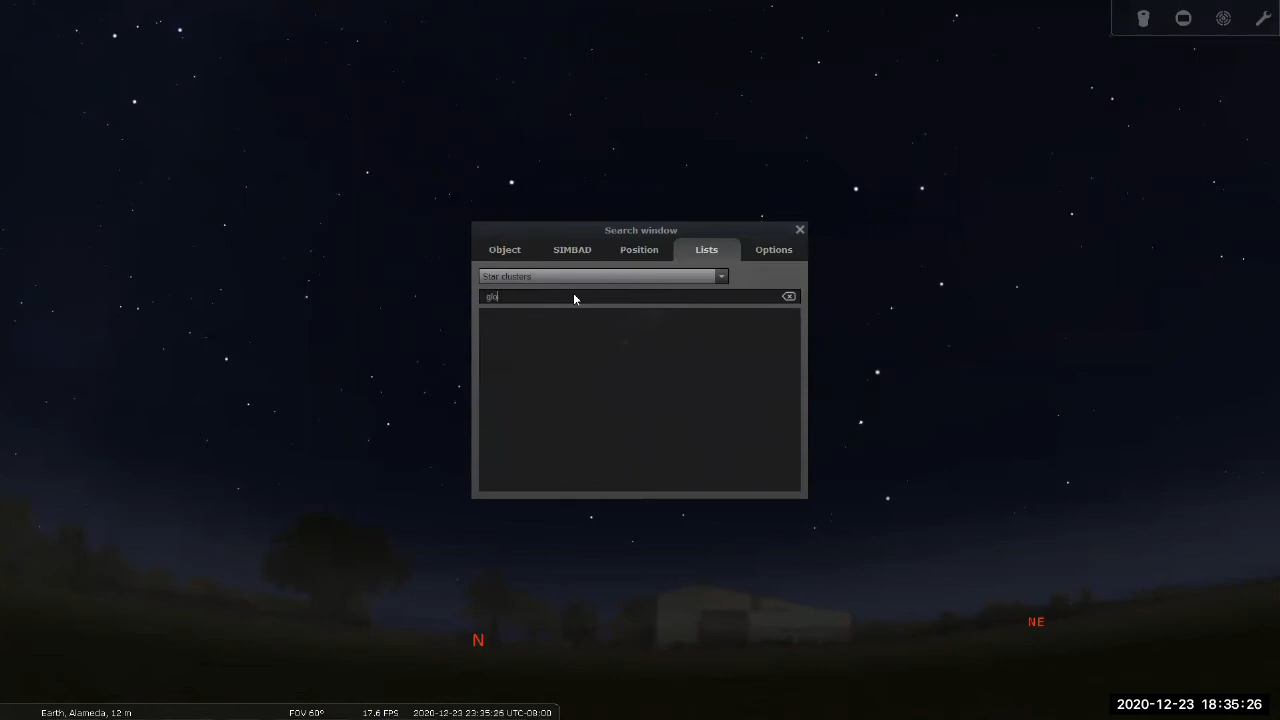 Search window
Object SIMBAD Position Lists Options
Star clusters
glo
N
NE
Earth, Alameda, 12 m FOV 60° 17.6 FPS 2020-12-23 23:35:26 UTC-08:00
2020-12-23 18:35:26